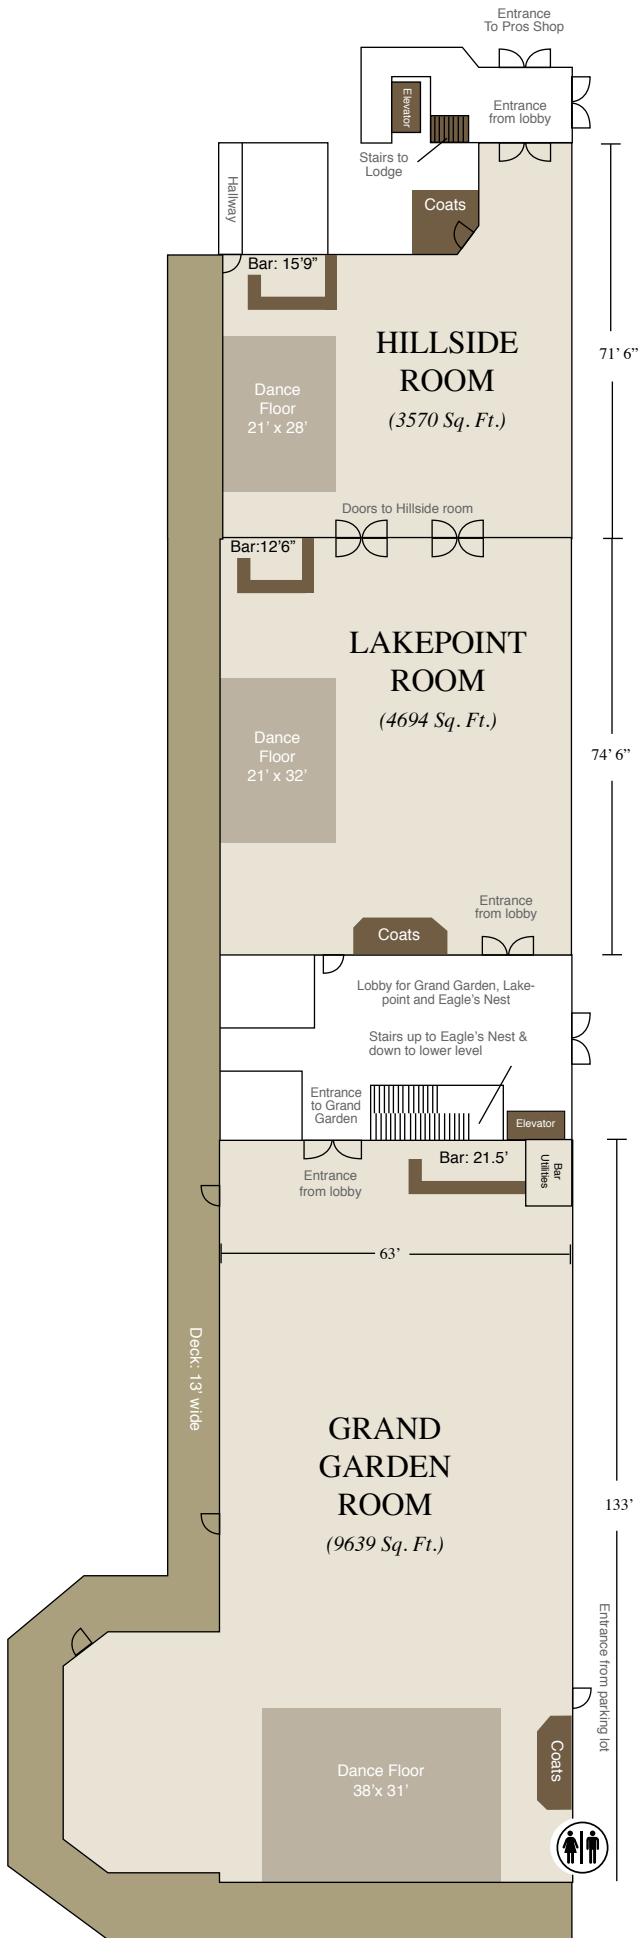 Entrance
To Pros Shop
Elevator
Entrance
from lobby
Stairs to
Lodge
Hallway
Coats
Bar: 15’9”
HILLSIDE
ROOM
(3570 Sq. Ft.)
71’ 6”
Dance
Floor
21’ x 28’
Doors to Hillside room
Bar:12’6”
LAKEPOINT
ROOM
(4694 Sq. Ft.)
Dance
Floor
21’ x 32’
74’ 6”
Entrance
from lobby
Coats
Lobby for Grand Garden, Lake-
point and Eagle’s Nest
Stairs up to Eagle’s Nest &
down to lower level
Entrance
to Grand
Garden
Elevator
Entrance
from lobby
Bar: 21.5’
Bar
Utilities
63’
Deck: 13’ wide
GRAND
GARDEN
ROOM
(9639 Sq. Ft.)
133’
Entrance from parking lot
Coats
Dance Floor
38’x 31’